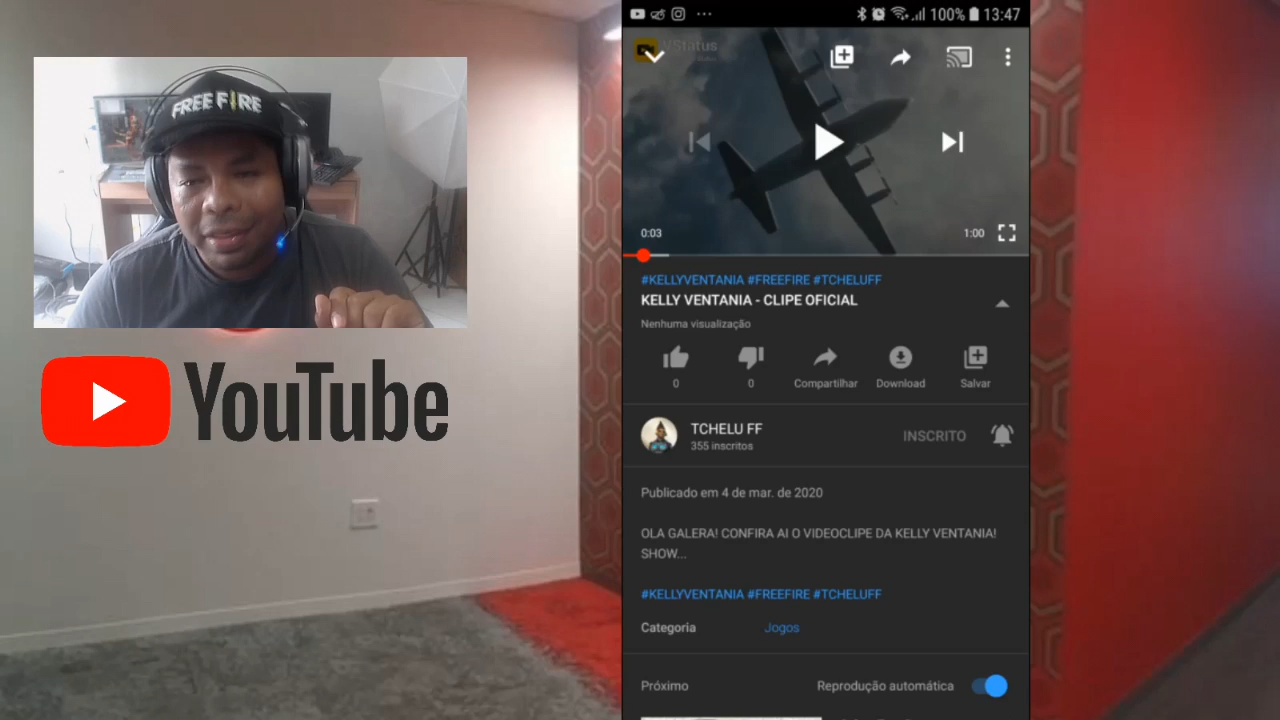 FREE FIRE
YouTube
100% 13:47
Status
0:03
1:00
#KELLYVENTANIA #FREEFIRE #TCHELUFF
KELLY VENTANIA - CLIPE OFICIAL
Nenhuma visualização
0 0 Compartilhar Download Salvar
TCHELU FF
355 inscritos
INSCRITO
Publicado em 4 de mar. de 2020
OLA GALERA! CONFIRA AI O VIDEOCLIPE DA KELLY VENTANIA!
SHOW...
#KELLYVENTANIA #FREEFIRE #TCHELUFF
Categoria Jogos
Próximo Reprodução automática